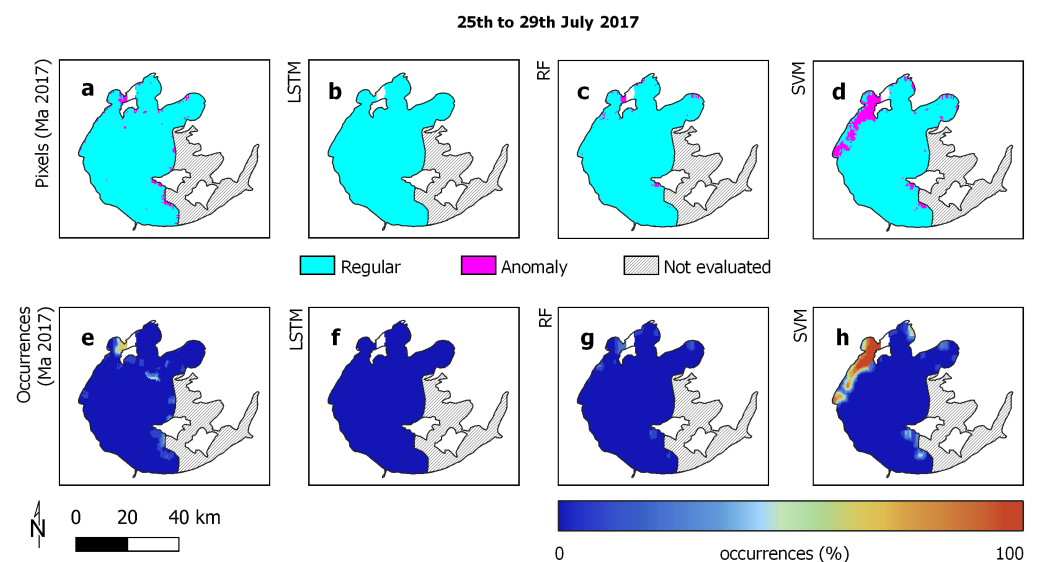 25th to 29th July 2017
Pixels (Ma 2017)
a
LSTM
b
RF
c
SVM
d
Regular
Anomaly
Not evaluated
Occurrences
(Ma 2017)
e
LSTM
f
RF
g
SVM
h
N
0 20 40 km
0 occurrences (%) 100